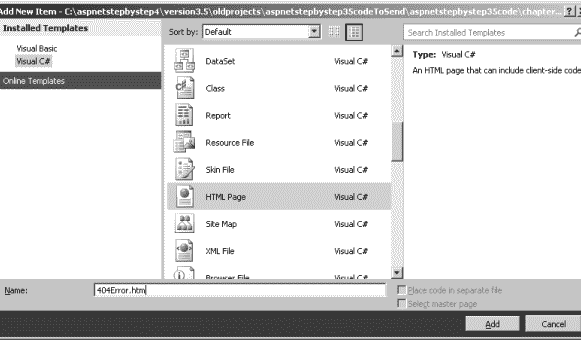 Add New Item - C:\aspnetstepbystep4\version3.5\oldprojects\aspnetstepbystep35codeToSend\aspnetstepbystep35code\chapter...
Installed Templates
Sort by: Default
Search Installed Templates
Visual Basic
Visual C#
Online Templates
DataSet Visual C#
Class Visual C#
Report Visual C#
Resource File Visual C#
Skin File Visual C#
HTML Page Visual C#
Site Map Visual C#
XML File Visual C#
Browser File Visual C#
Type: Visual C#
An HTML page that can include client-side code
Name: 404Error.htm
Place code in separate file
Select master page
Add Cancel